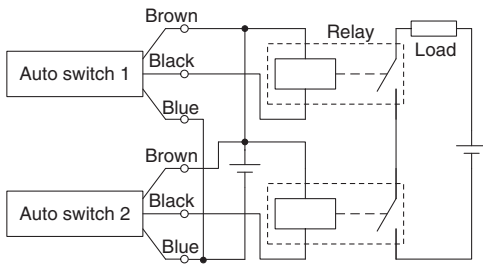 Brown
Relay
Load
Black
Auto switch 1
Blue
Brown
Black
Auto switch 2
Blue